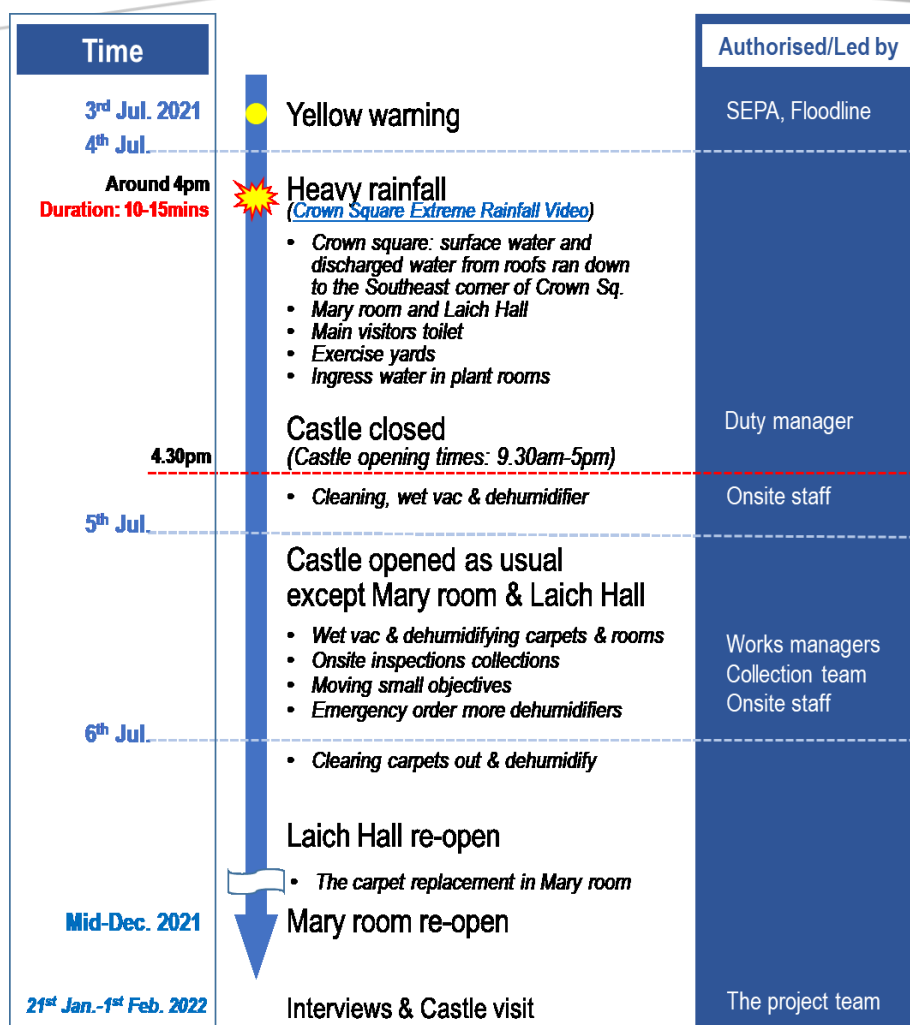 Time
Authorised/Led by
3rd Jul. 2021
Yellow warning
SEPA, Floodline
4th Jul.
Around 4pm
Duration: 10-15mins
Heavy rainfall
(Crown Square Extreme Rainfall Video)
• Crown square: surface water and
discharged water from roofs ran down
to the Southeast corner of Crown Sq.
• Mary room and Laich Hall
• Main visitors toilet
• Exercise yards
• Ingress water in plant rooms
Castle closed
Duty manager
4.30pm
(Castle opening times: 9.30am-5pm)
• Cleaning, wet vac & dehumidifier
Onsite staff
5th Jul.
Castle opened as usual
except Mary room & Laich Hall
• Wet vac & dehumidifying carpets & rooms
• Onsite inspections collections
• Moving small objectives
• Emergency order more dehumidifiers
Works managers
Collection team
Onsite staff
6th Jul.
• Clearing carpets out & dehumidify
Laich Hall re-open
• The carpet replacement in Mary room
Mid-Dec. 2021
Mary room re-open
21st Jan.-1st Feb. 2022
Interviews & Castle visit
The project team